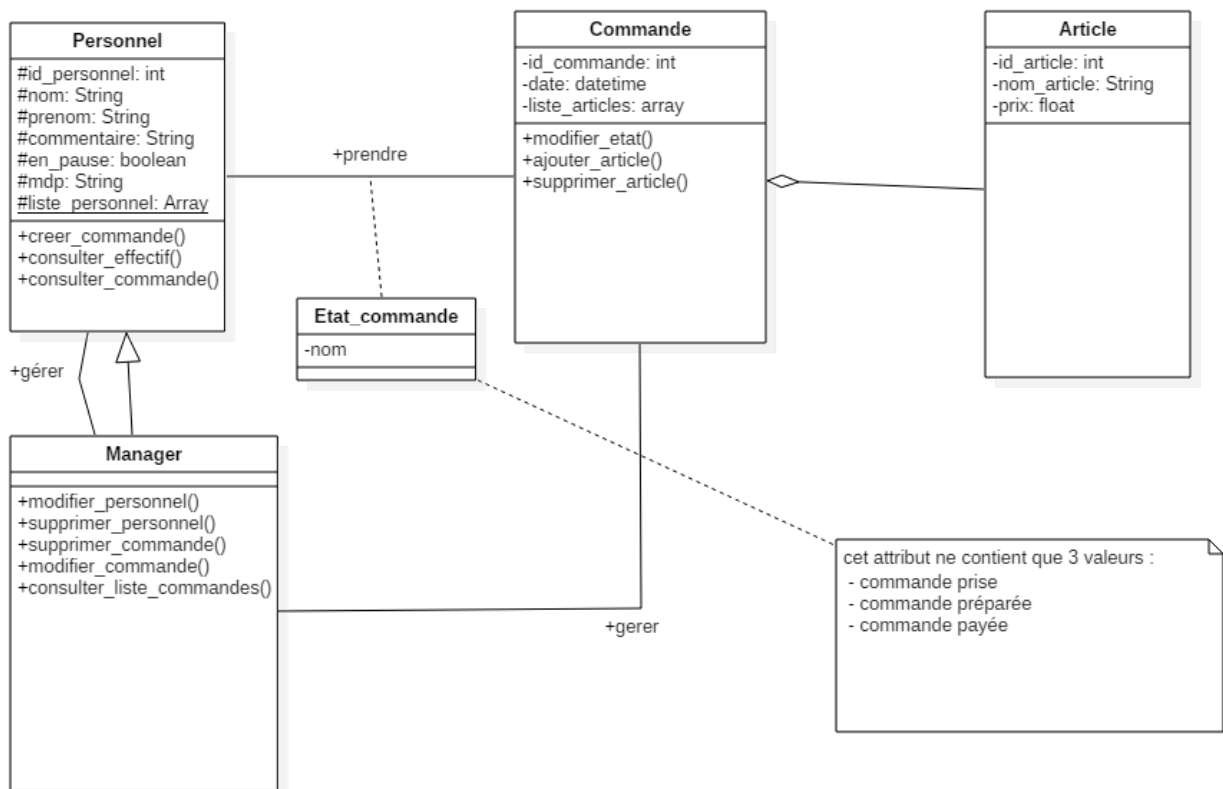 Personnel
#id_personnel: int
#nom: String
#prenom: String
#commentaire: String
#en_pause: boolean
#mdp: String
#liste_personnel: Array
+creer_commande()
+consulter_effectif()
+consulter_commande()
+prendre
Commande
-id_commande: int
-date: datetime
-liste_articles: array
+modifier_etat()
+ajouter_article()
+supprimer_article()
Article
-id_article: int
-nom_article: String
-prix: float
Etat_commande
-nom
+gérer
Manager
+modifier_personnel()
+supprimer_personnel()
+supprimer_commande()
+modifier_commande()
+consulter_liste_commandes()
+gerer
cet attribut ne contient que 3 valeurs :
- commande prise
- commande préparée
- commande payée